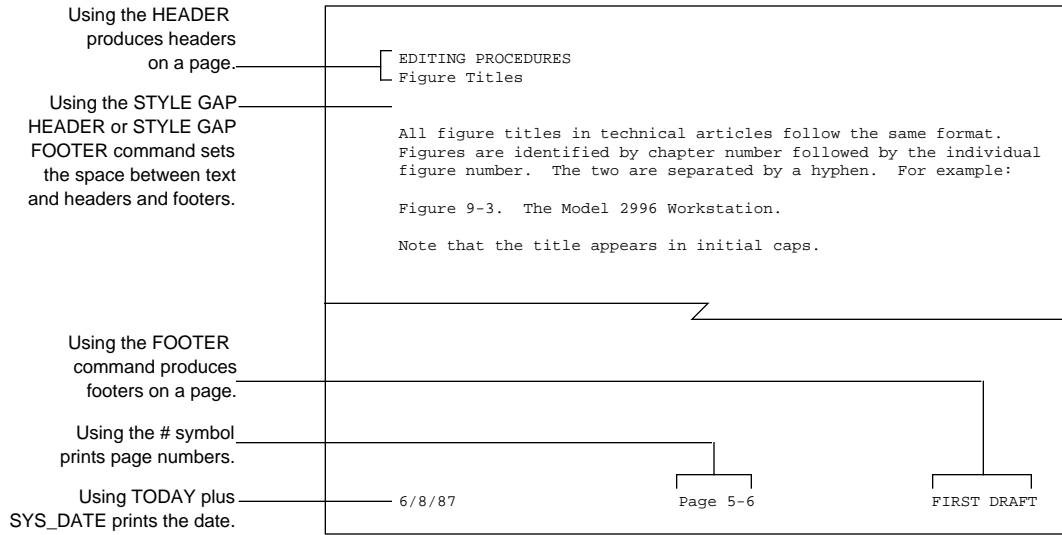 Using the HEADER
produces headers
on a page.
EDITING PROCEDURES
Figure Titles
Using the STYLE GAP
HEADER or STYLE GAP
FOOTER command sets
the space between text
and headers and footers.
All figure titles in technical articles follow the same format.
Figures are identified by chapter number followed by the individual
figure number.  The two are separated by a hyphen.  For example:
Figure 9-3.  The Model 2996 Workstation.
Note that the title appears in initial caps.
Using the FOOTER
command produces
footers on a page.
Using the # symbol
prints page numbers.
Using TODAY plus
SYS_DATE prints the date.
6/8/87 Page 5-6 FIRST DRAFT